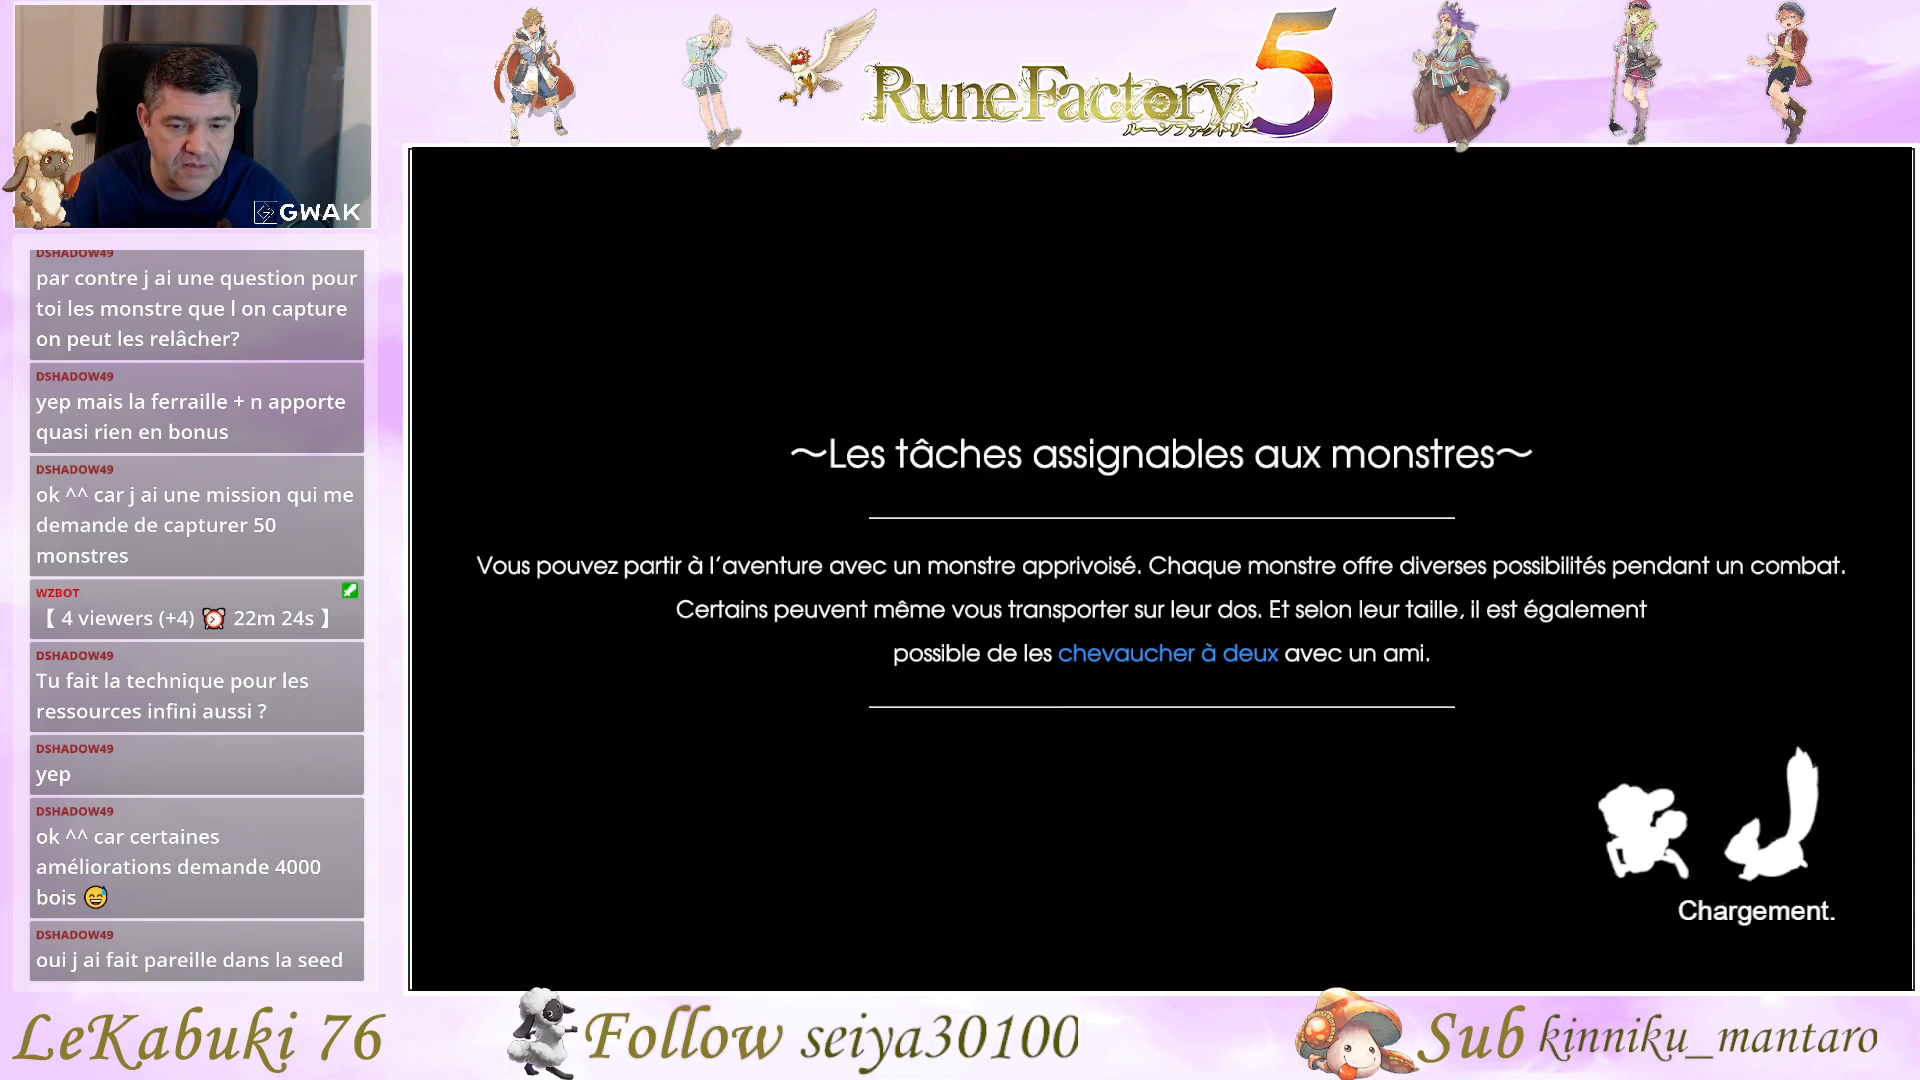 GWAK
RuneFactory 5
ルーンファクトリー
DSHADOW49
par contre j ai une question pour
toi les monstre que l on capture
on peut les relâcher?
DSHADOW49
yep mais la ferraille + n apporte
quasi rien en bonus
DSHADOW49
ok ^^ car j ai une mission qui me
demande de capturer 50
monstres
WZBOT
【 4 viewers (+4) ⏰ 22m 24s 】
DSHADOW49
Tu fait la technique pour les
ressources infini aussi ?
DSHADOW49
yep
DSHADOW49
ok ^^ car certaines
améliorations demande 4000
bois 😅
DSHADOW49
oui j ai fait pareille dans la seed
～Les tâches assignables aux monstres～
Vous pouvez partir à l'aventure avec un monstre apprivoisé. Chaque monstre offre diverses possibilités pendant un combat.
Certains peuvent même vous transporter sur leur dos. Et selon leur taille, il est également
possible de les chevaucher à deux avec un ami.
Chargement.
LeKabuki 76
Follow seiya30100
Sub kinniku_mantaro